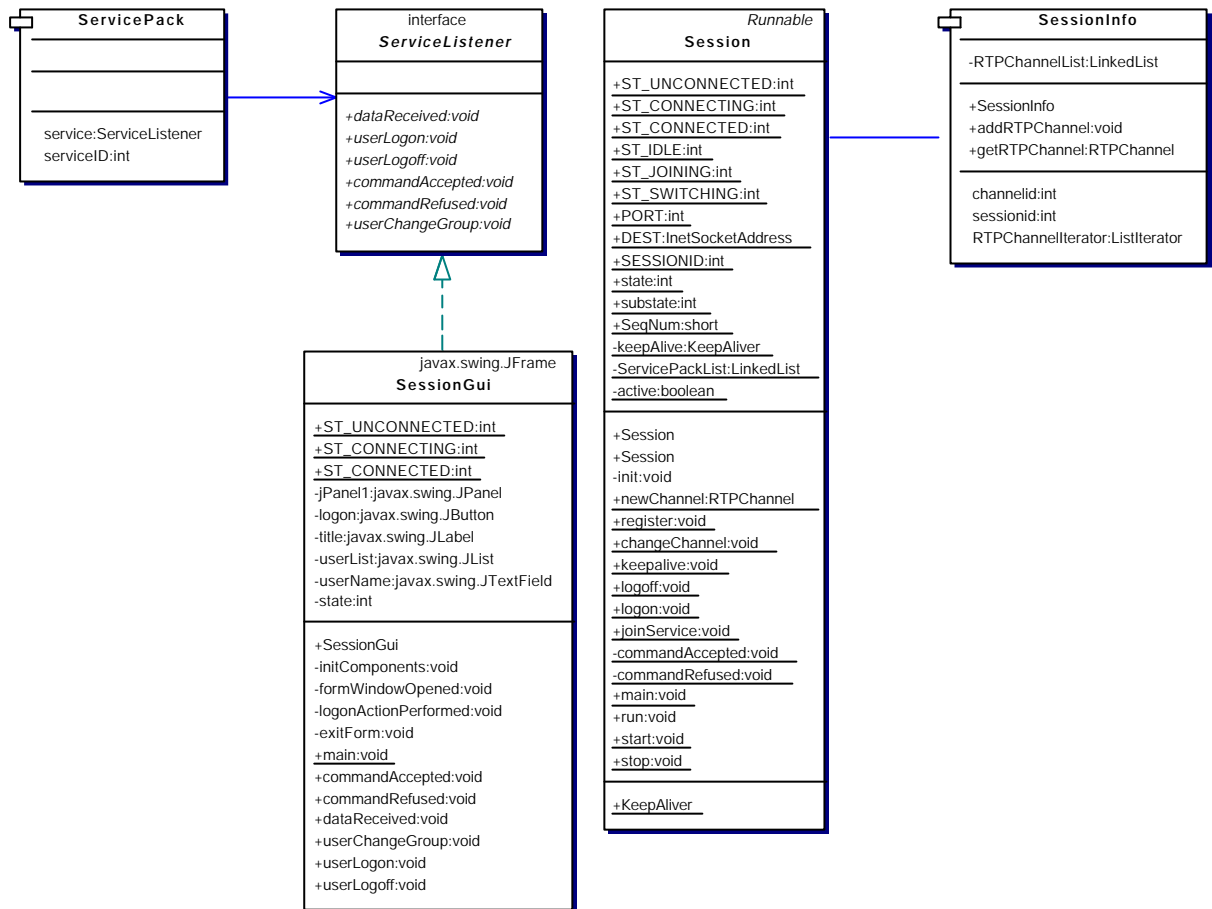 ServicePack
service:ServiceListener
serviceID:int
interface
ServiceListener
+dataReceived:void
+userLogon:void
+userLogoff:void
+commandAccepted:void
+commandRefused:void
+userChangeGroup:void
javax.swing.JFrame
SessionGui
+ST_UNCONNECTED:int
+ST_CONNECTING:int
+ST_CONNECTED:int
-jPanel1:javax.swing.JPanel
-logon:javax.swing.JButton
-title:javax.swing.JLabel
-userList:javax.swing.JList
-userName:javax.swing.JTextField
-state:int
+SessionGui
-initComponents:void
-formWindowOpened:void
-logonActionPerformed:void
-exitForm:void
+main:void
+commandAccepted:void
+commandRefused:void
+dataReceived:void
+userChangeGroup:void
+userLogon:void
+userLogoff:void
Runnable
Session
+ST_UNCONNECTED:int
+ST_CONNECTING:int
+ST_CONNECTED:int
+ST_IDLE:int
+ST_JOINING:int
+ST_SWITCHING:int
+PORT:int
+DEST:InetSocketAddress
+SESSIONID:int
+state:int
+substate:int
+SeqNum:short
-keepAlive:KeepAliver
-ServicePackList:LinkedList
-active:boolean
+Session
+Session
-init:void
+newChannel:RTPChannel
+register:void
+changeChannel:void
+keepalive:void
+logoff:void
+logon:void
+joinService:void
-commandAccepted:void
-commandRefused:void
+main:void
+run:void
+start:void
+stop:void
+KeepAliver
SessionInfo
-RTPChannelList:LinkedList
+SessionInfo
+addRTPChannel:void
+getRTPChannel:RTPChannel
channelid:int
sessionid:int
RTPChannelIterator:ListIterator